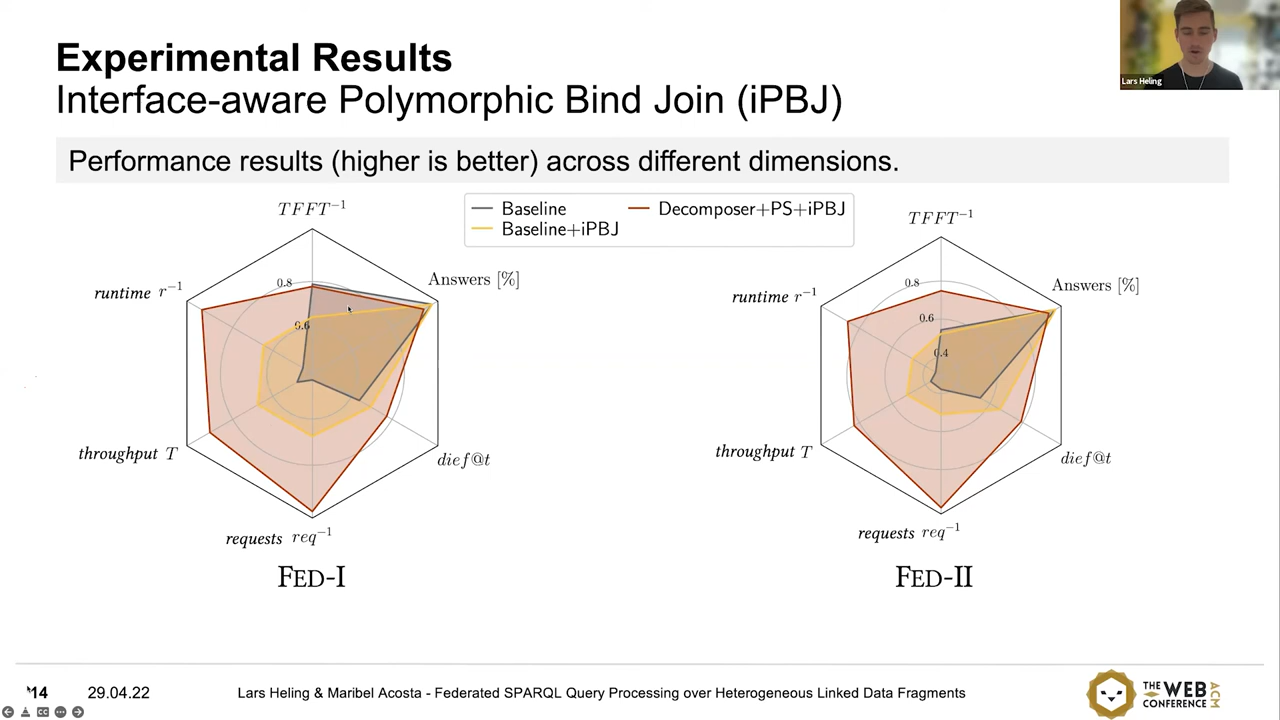 Lars Heling
Experimental Results
Interface-aware Polymorphic Bind Join (iPBJ)
Performance results (higher is better) across different dimensions.
Baseline
Decomposer+PS+iPBJ
Baseline+iPBJ
TFFT⁻¹
Answers [%]
0.8
runtime r⁻¹
0.6
throughput T
dief@t
requests req⁻¹
FED-I
TFFT⁻¹
Answers [%]
0.8
runtime r⁻¹
0.6
0.4
throughput T
dief@t
requests req⁻¹
FED-II
14
29.04.22
Lars Heling & Maribel Acosta - Federated SPARQL Query Processing over Heterogeneous Linked Data Fragments
THE WEB
CONFERENCE
ACM